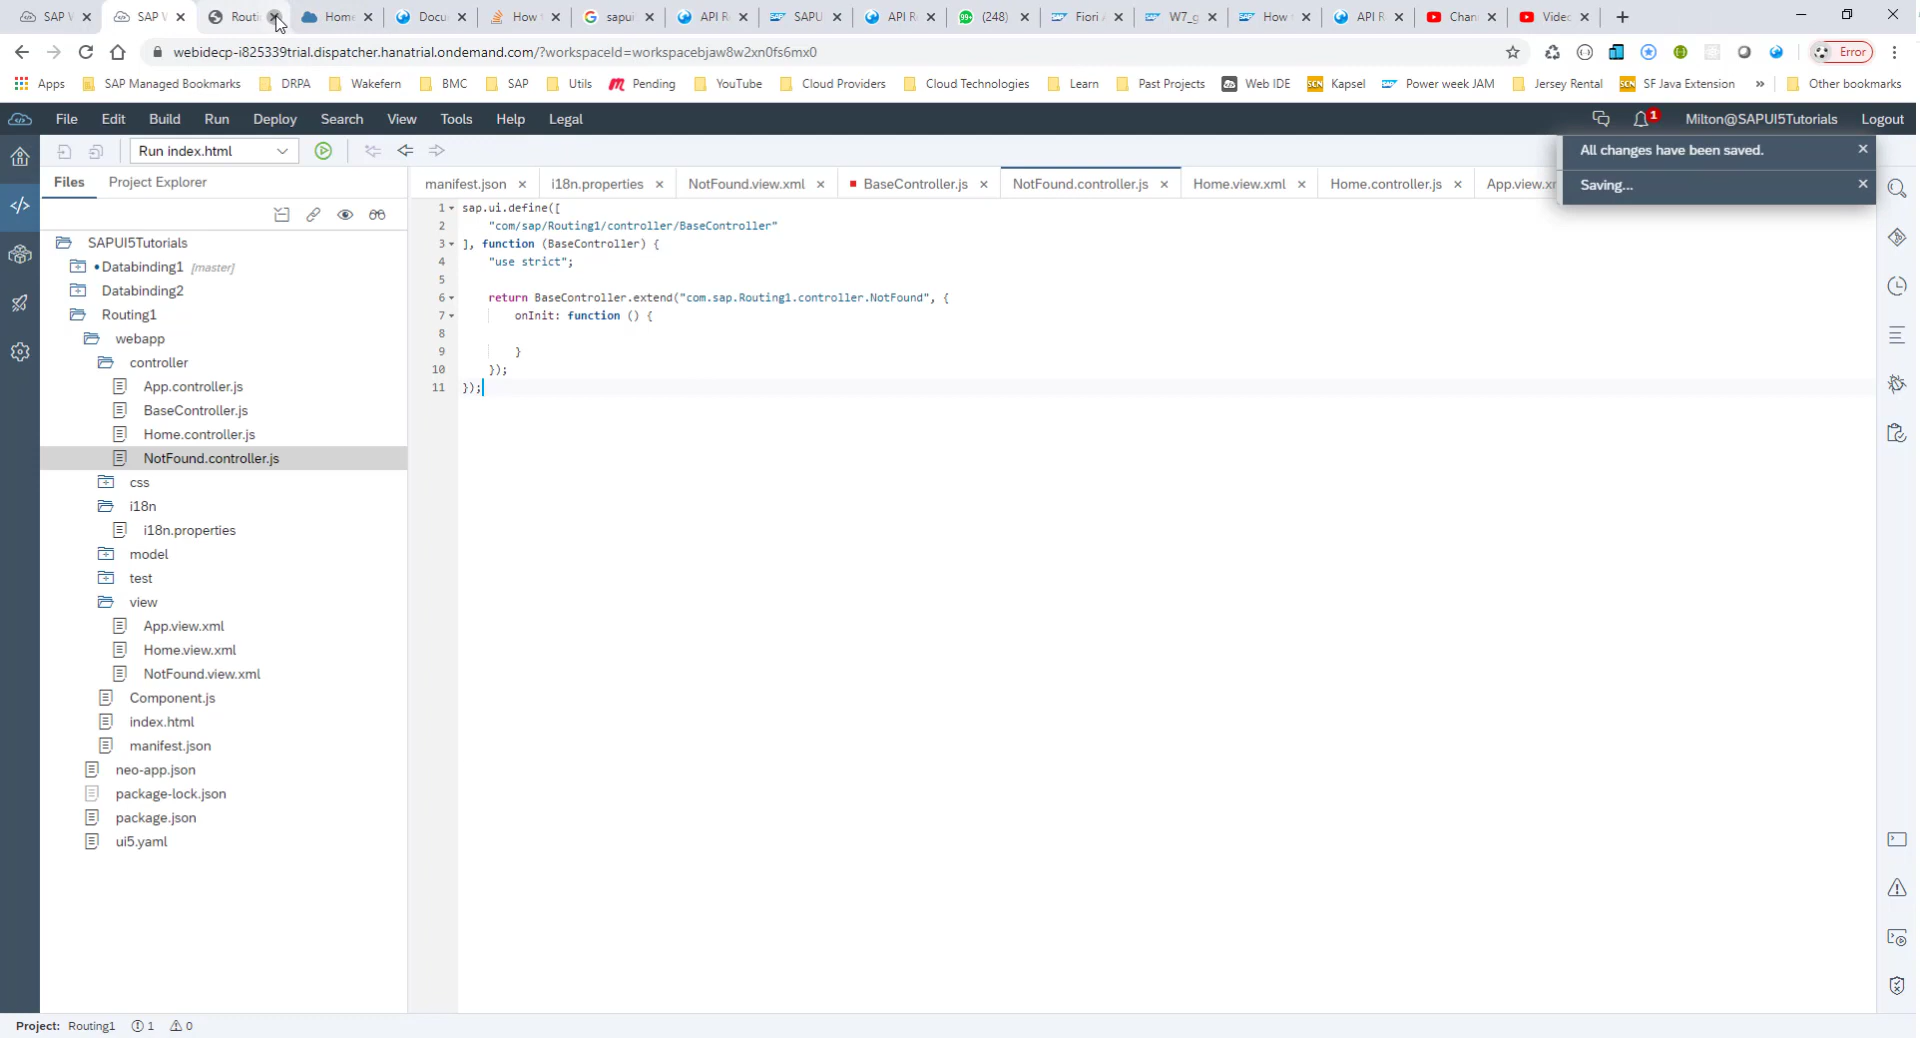 SAP W
SAP W
Routi
Home
Docu
How t
sapui
API R
SAPU
API R
(248)
Fiori
W7_g
How t
API R
Chan
Videc
webidecp-i825339trial.dispatcher.hanatrial.ondemand.com/?workspaceId=workspacebjaw8w2xn0fs6mx0
Error
Apps
SAP Managed Bookmarks
DRPA
Wakefern
BMC
SAP
Utils
Pending
YouTube
Cloud Providers
Cloud Technologies
Learn
Past Projects
Web IDE
Kapsel
Power week JAM
Jersey Rental
SF Java Extension
»
Other bookmarks
File Edit Build Run Deploy Search View Tools Help Legal
1
Milton@SAPUI5Tutorials
Logout
Run index.html
All changes have been saved.
Saving...
Files
Project Explorer
manifest.json
i18n.properties
NotFound.view.xml
BaseController.js
NotFound.controller.js
Home.view.xml
Home.controller.js
App.view.xm
SAPUI5Tutorials
Databinding1 [master]
Databinding2
Routing1
webapp
controller
App.controller.js
BaseController.js
Home.controller.js
NotFound.controller.js
css
i18n
i18n.properties
model
test
view
App.view.xml
Home.view.xml
NotFound.view.xml
Component.js
index.html
manifest.json
neo-app.json
package-lock.json
package.json
ui5.yaml
1 sap.ui.define([
2 "com/sap/Routing1/controller/BaseController"
3 ], function (BaseController) {
4 "use strict";
5
6 return BaseController.extend("com.sap.Routing1.controller.NotFound", {
7 onInit: function () {
8
9 }
10 });
11 });
Project: Routing1 1 0